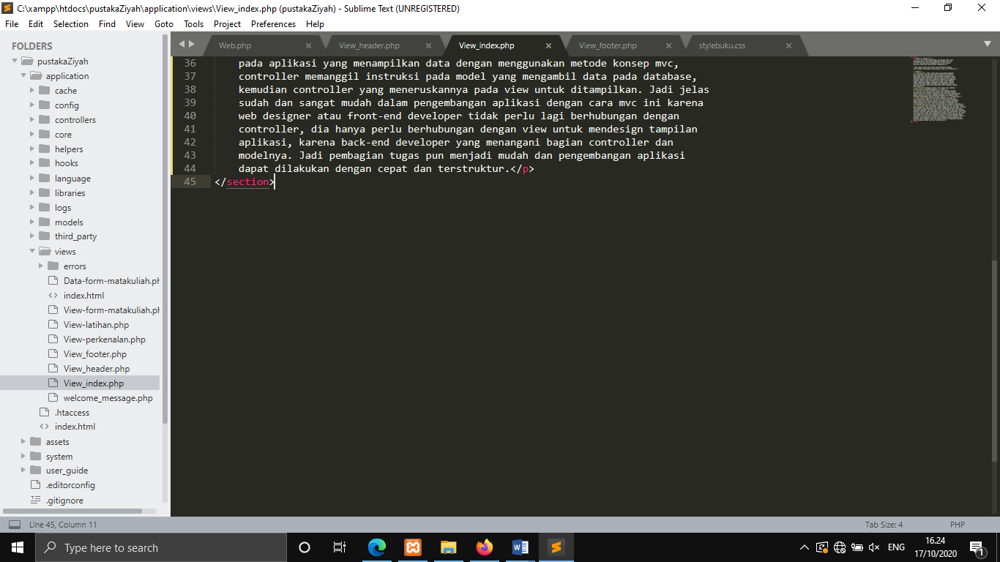 C:\xampp\htdocs\pustakaZiyah\application\views\View_index.php (pustakaZiyah) - Sublime Text (UNREGISTERED)
File Edit Selection Find View Goto Tools Project Preferences Help
FOLDERS
pustakaZiyah
application
cache
config
controllers
core
helpers
hooks
language
libraries
logs
models
third_party
views
errors
Data-form-matakuliah.ph
index.html
View-form-matakuliah.ph
View-latihan.php
View-perkenalan.php
View_footer.php
View_header.php
View_index.php
welcome_message.php
.htaccess
index.html
assets
system
user_guide
.editorconfig
.gitignore
Web.php View_header.php View_index.php View_footer.php stylebuku.css
36 pada aplikasi yang menampilkan data dengan menggunakan metode konsep mvc,
37 controller memanggil instruksi pada model yang mengambil data pada database,
38 kemudian controller yang meneruskannya pada view untuk ditampilkan. Jadi jelas
39 sudah dan sangat mudah dalam pengembangan aplikasi dengan cara mvc ini karena
40 web designer atau front-end developer tidak perlu lagi berhubungan dengan
41 controller, dia hanya perlu berhubungan dengan view untuk mendesign tampilan
42 aplikasi, karena back-end developer yang menangani bagian controller dan
43 modelnya. Jadi pembagian tugas pun menjadi mudah dan pengembangan aplikasi
44 dapat dilakukan dengan cepat dan terstruktur.</p>
45 </section>
Line 45, Column 11 Tab Size: 4 PHP
Type here to search
ENG
16.24
17/10/2020
1